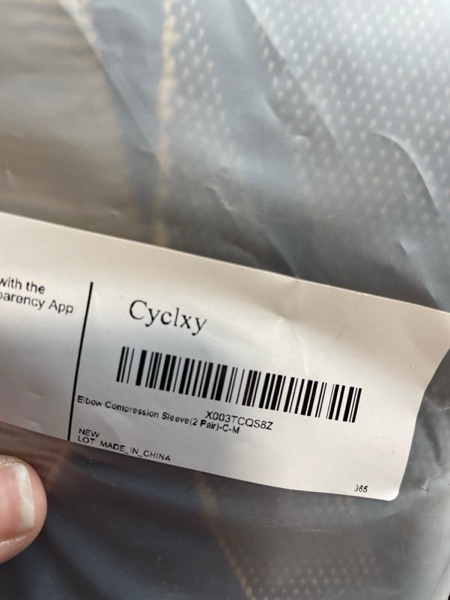 with the
parency App
Cyclxy
X003TCQS8Z
Elbow Compression Sleeve(2 Pair)-C-M
NEW
LOT: MADE_IN_CHINA
365